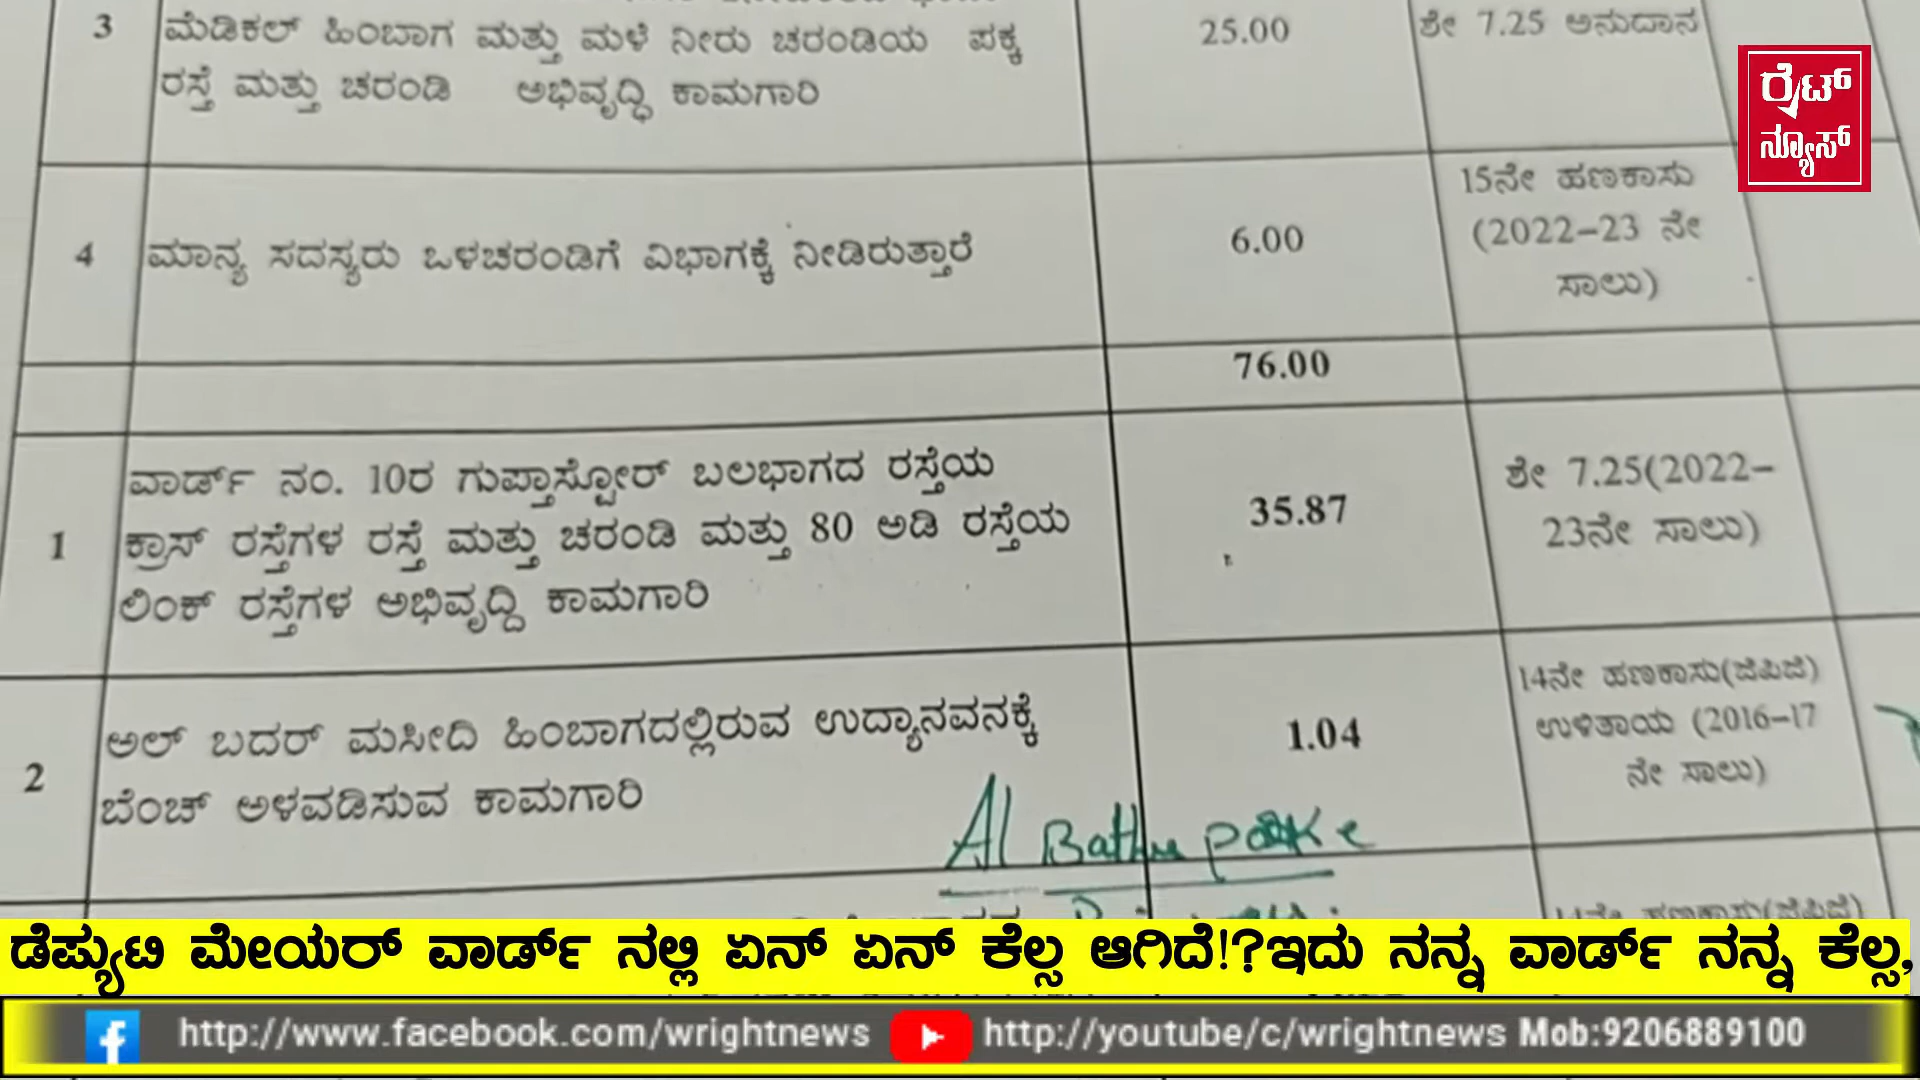 3
ಮೆಡಿಕಲ್ ಹಿಂಬಾಗ ಮತ್ತು ಮಳೆ ನೀರು ಚರಂಡಿಯ ಪಕ್ಕ
ರಸ್ತೆ ಮತ್ತು ಚರಂಡಿ ಅಭಿವೃದ್ಧಿ ಕಾಮಗಾರಿ
25.00
ಶೇ 7.25 ಅನುದಾನ
ರೈಟ್
ನ್ಯೂಸ್
4
ಮಾನ್ಯ ಸದಸ್ಯರು ಒಳಚರಂಡಿಗೆ ವಿಭಾಗಕ್ಕೆ ನೀಡಿರುತ್ತಾರೆ
6.00
15ನೇ ಹಣಕಾಸು
(2022-23 ನೇ
ಸಾಲು)
76.00
1
ವಾರ್ಡ್ ನಂ. 10ರ ಗುಪ್ತಾಸ್ಟೋರ್ ಬಲಭಾಗದ ರಸ್ತೆಯ
ಕ್ರಾಸ್ ರಸ್ತೆಗಳ ರಸ್ತೆ ಮತ್ತು ಚರಂಡಿ ಮತ್ತು 80 ಅಡಿ ರಸ್ತೆಯ
ಲಿಂಕ್ ರಸ್ತೆಗಳ ಅಭಿವೃದ್ದಿ ಕಾಮಗಾರಿ
35.87
ಶೇ 7.25(2022-
23ನೇ ಸಾಲು)
2
ಅಲ್ ಬದರ್ ಮಸೀದಿ ಹಿಂಬಾಗದಲ್ಲಿರುವ ಉದ್ಯಾನವನಕ್ಕೆ
ಬೆಂಚ್ ಅಳವಡಿಸುವ ಕಾಮಗಾರಿ
1.04
14ನೇ ಹಣಕಾಸು(ಜಿಪಿಜಿ)
ಉಳಿತಾಯ (2016-17
ನೇ ಸಾಲು)
Al
14ನೇ ಹಣಕಾಸು(ಜಿಪಿಜಿ)
ಡೆಪ್ಯುಟಿ ಮೇಯರ್ ವಾರ್ಡ್ ನಲ್ಲಿ ಏನ್ ಏನ್ ಕೆಲ್ಸ ಆಗಿದೆ!?ಇದು ನನ್ನ ವಾರ್ಡ್ ನನ್ನ ಕೆಲ್ಸ,
http://www.facebook.com/wrightnews http://youtube/c/wrightnews Mob:9206889100